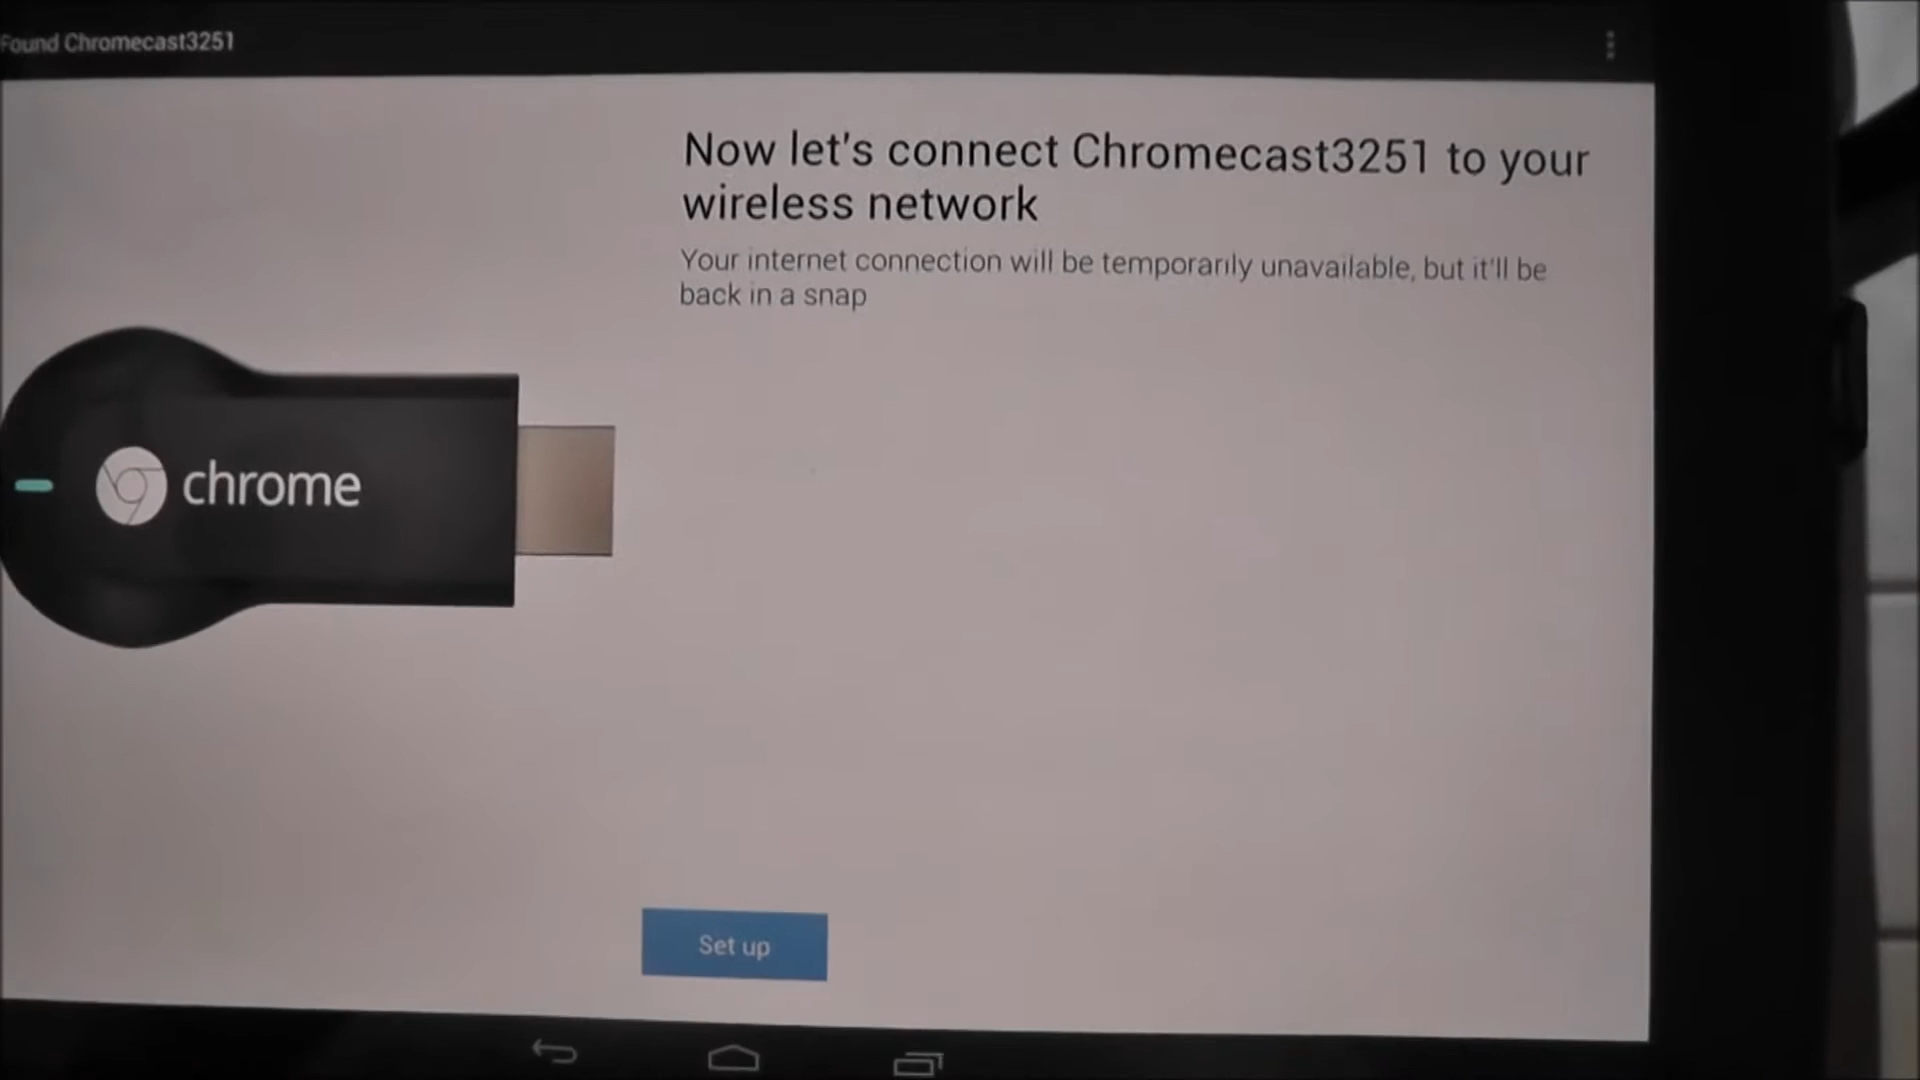 Found Chromecast3251
Now let's connect Chromecast3251 to your
wireless network
Your internet connection will be temporarily unavailable, but it'll be
back in a snap
chrome
Set up